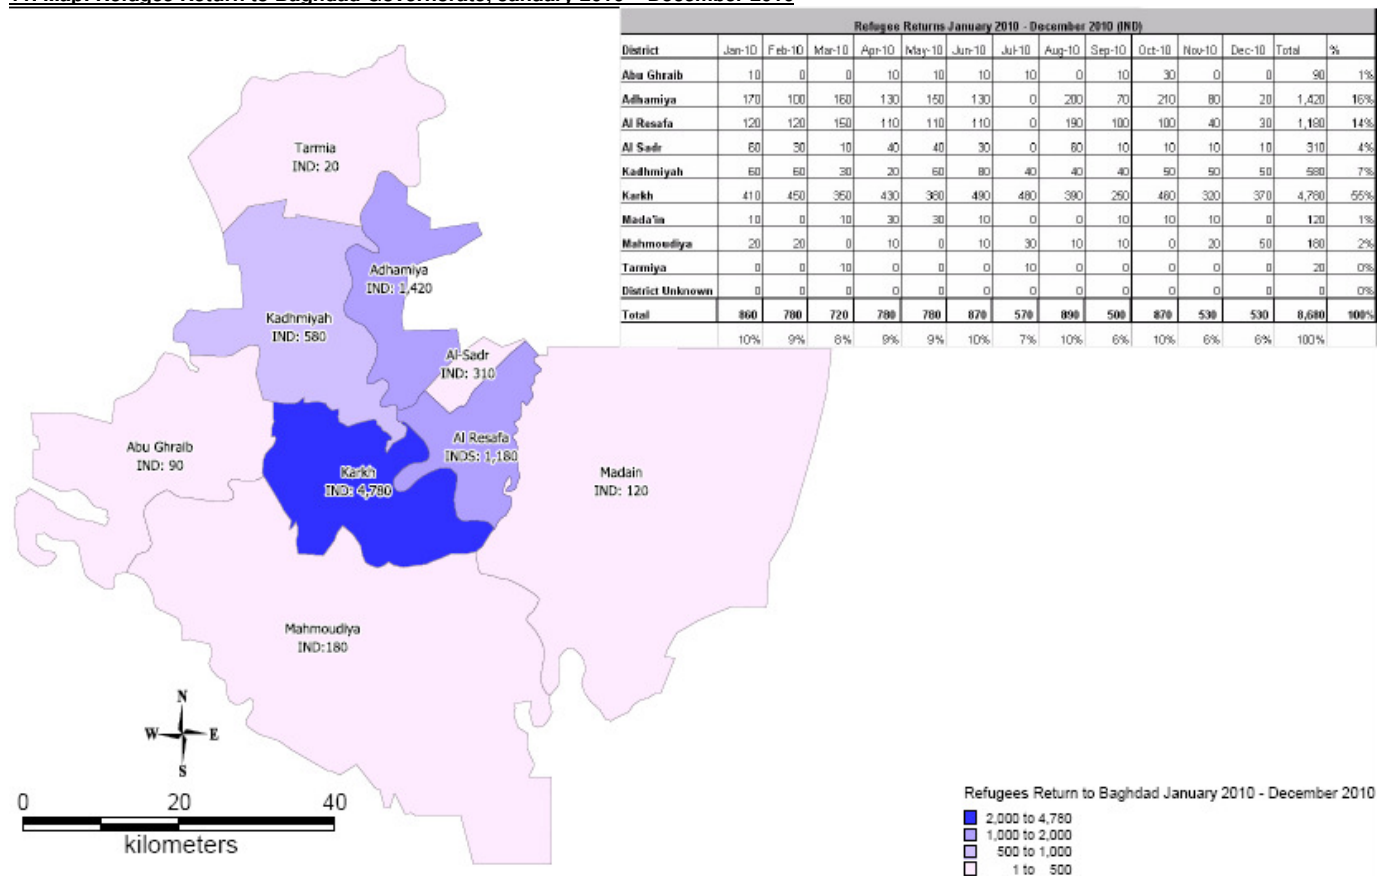 Map: Refugee Return to Baghdad Governorate, January 2010 – December 2010
Refugee Returns January 2010 - December 2010 (IND)
District Jan-10 Feb-10 Mar-10 Apr-10 May-10 Jun-10 Jul-10 Aug-10 Sep-10 Oct-10 Nov-10 Dec-10 Total %
Abu Ghraib 10 0 0 10 10 10 10 0 10 30 0 0 90 1%
Adhamiya 170 100 160 130 150 130 0 200 70 210 80 20 1,420 16%
Al Resafa 120 120 150 110 110 110 0 190 100 100 40 30 1,180 14%
Al Sadr 60 30 10 40 40 30 0 60 10 10 10 10 310 4%
Kadhmiyah 60 60 30 20 60 80 40 40 40 50 50 50 580 7%
Karkh 410 450 350 430 380 490 480 390 250 460 320 370 4,780 55%
Mada'in 10 0 10 30 30 10 0 0 10 10 10 0 120 1%
Mahmoudiya 20 20 0 10 0 10 30 10 10 0 20 50 180 2%
Tarmiya 0 0 10 0 0 0 10 0 0 0 0 0 20 0%
District Unknown 0 0 0 0 0 0 0 0 0 0 0 0 0 0%
Total 860 780 720 780 780 870 570 890 500 870 530 530 8,680 100%
10% 9% 8% 9% 9% 10% 7% 10% 6% 10% 6% 6% 100%
Tarmia
IND: 20
Adhamiya
IND: 1,420
Kadhmiyah
IND: 580
Al-Sadr
IND: 310
Abu Ghraib
IND: 90
Al Resafa
INDS: 1,180
Karkh
IND: 4,780
Madain
IND: 120
Mahmoudiya
IND:180
N
W E
S
0 20 40
kilometers
Refugees Return to Baghdad January 2010 - December 2010
2,000 to 4,780
1,000 to 2,000
500 to 1,000
1 to 500